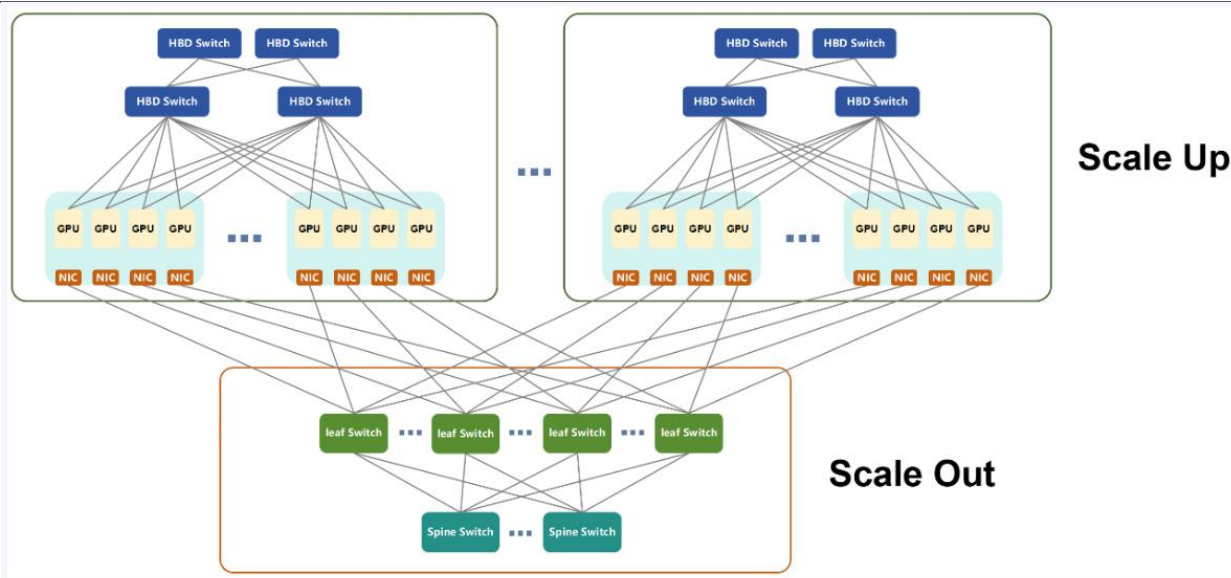 HBD Switch HBD Switch HBD Switch HBD Switch
HBD Switch HBD Switch HBD Switch HBD Switch
Scale Up
GPU GPU GPU GPU GPU GPU GPU GPU GPU GPU GPU GPU GPU GPU GPU GPU
NIC NIC NIC NIC NIC NIC NIC NIC NIC NIC NIC NIC NIC NIC NIC NIC
leaf Switch leaf Switch leaf Switch leaf Switch
Scale Out
Spine Switch Spine Switch